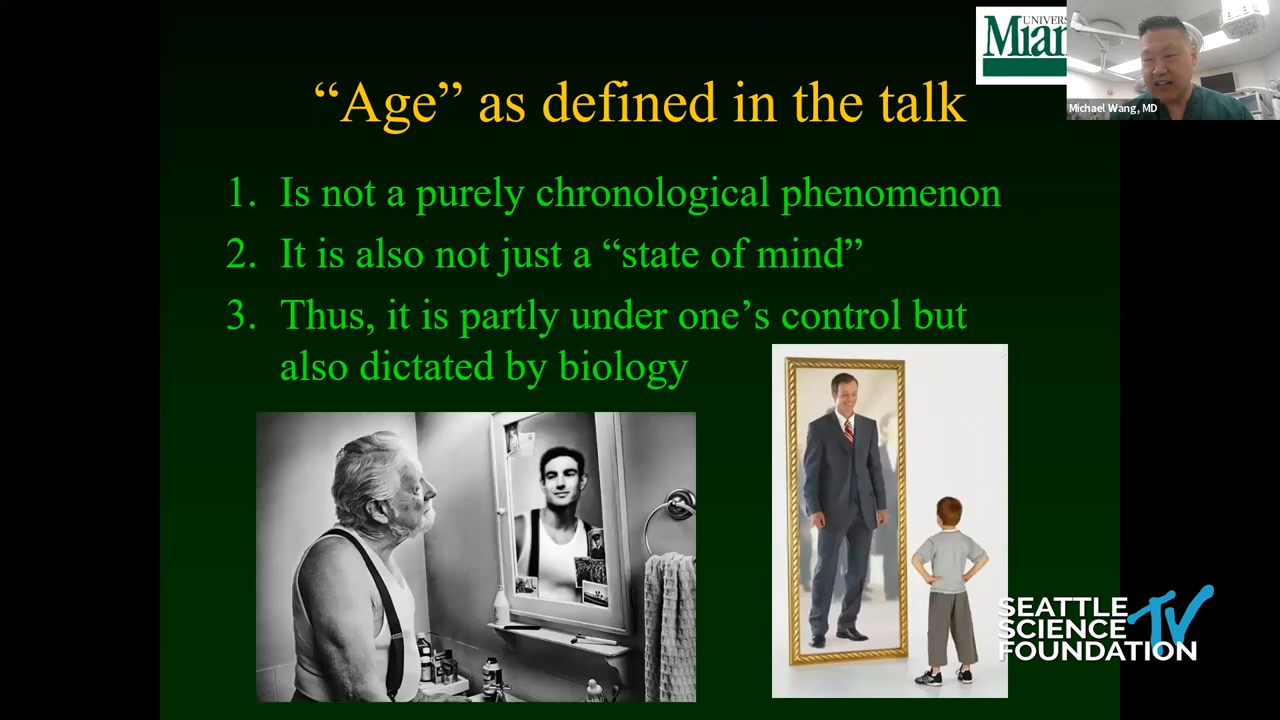 UNIVERS
Miar
Michael Wang, MD
“Age” as defined in the talk
1. Is not a purely chronological phenomenon
2. It is also not just a “state of mind”
3. Thus, it is partly under one’s control but
also dictated by biology
SEATTLE
SCIENCE TV
FOUNDATION